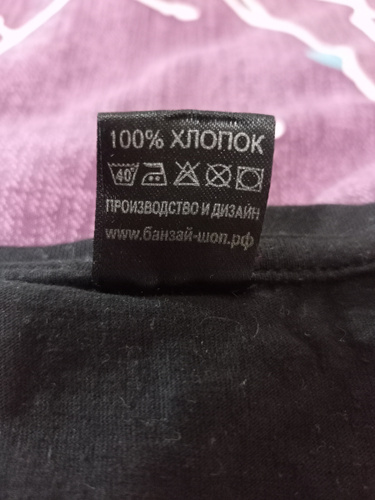 100% ХЛОПОК
40°
ПРОИЗВОДСТВО И ДИЗАЙН
www.банзай-шоп.рф